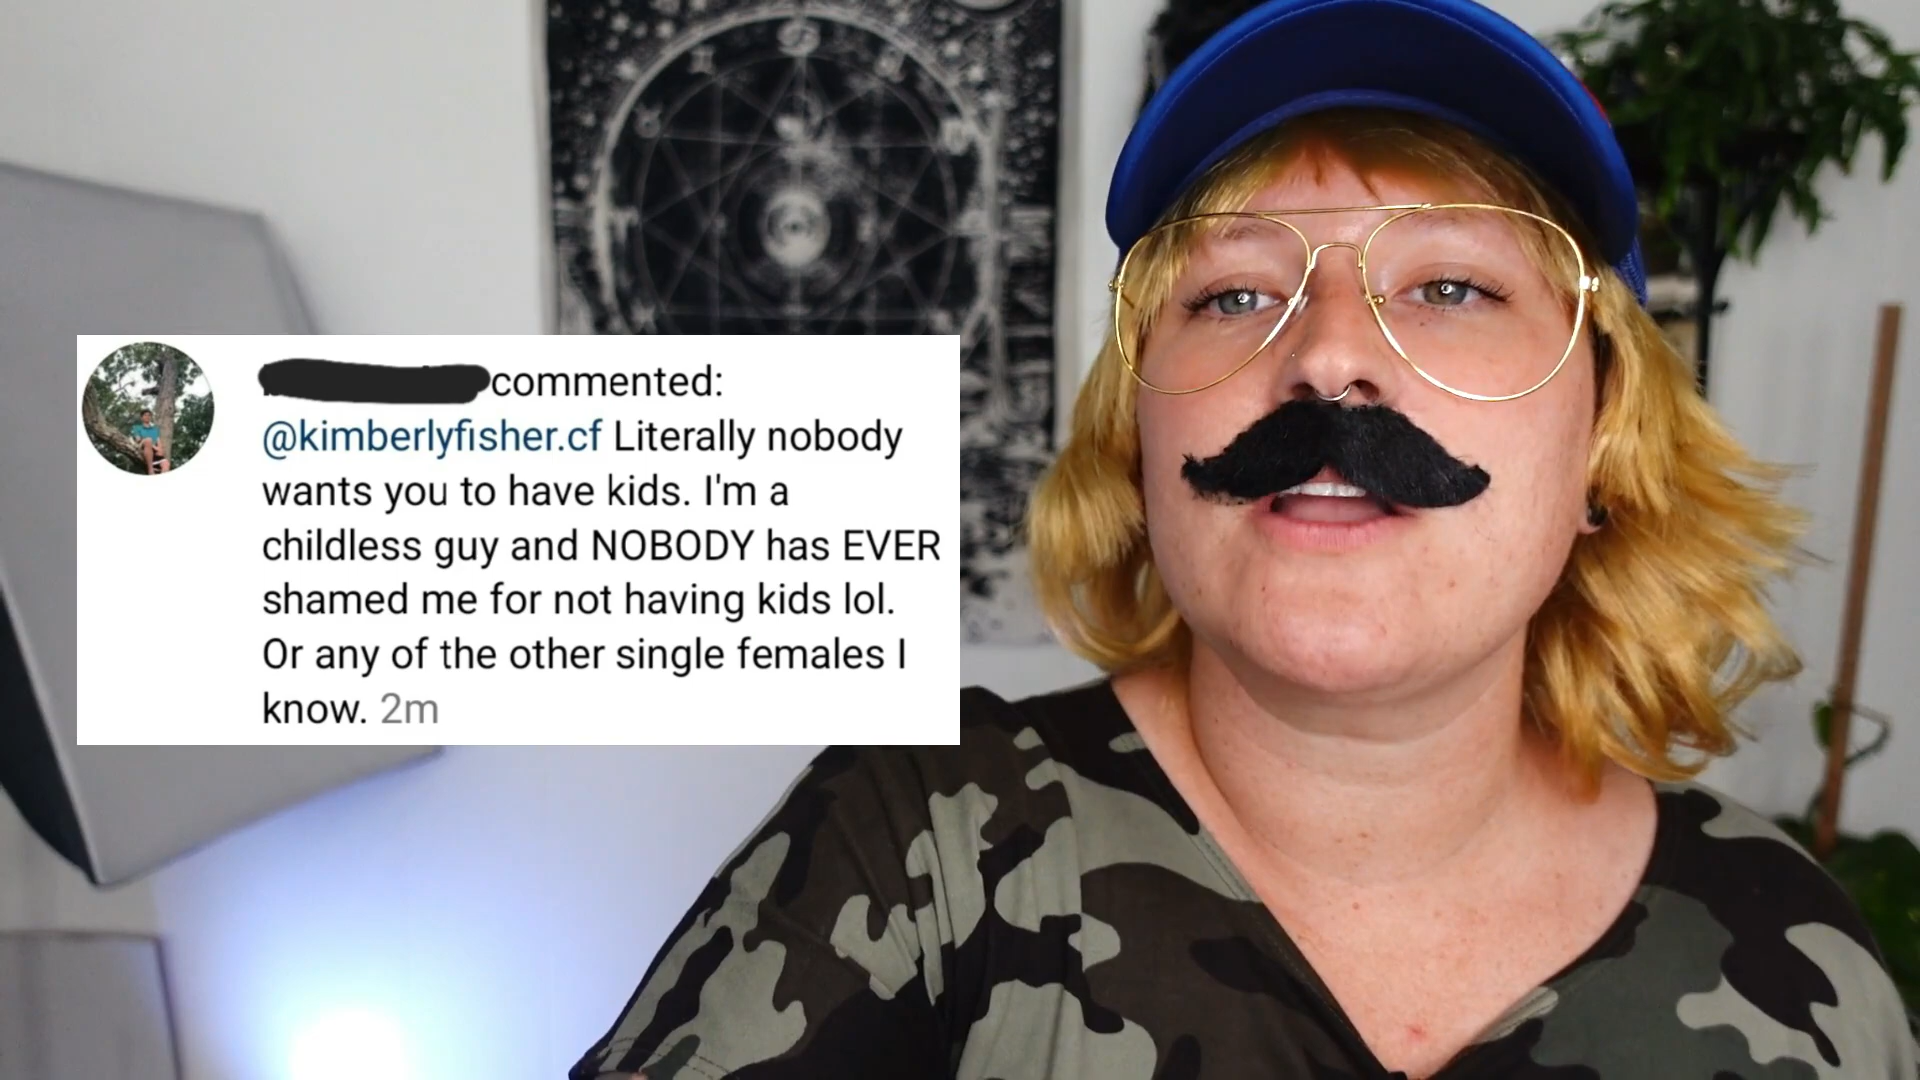 commented:
@kimberlyfisher.cf Literally nobody
wants you to have kids. I'm a
childless guy and NOBODY has EVER
shamed me for not having kids lol.
Or any of the other single females I
know. 2m